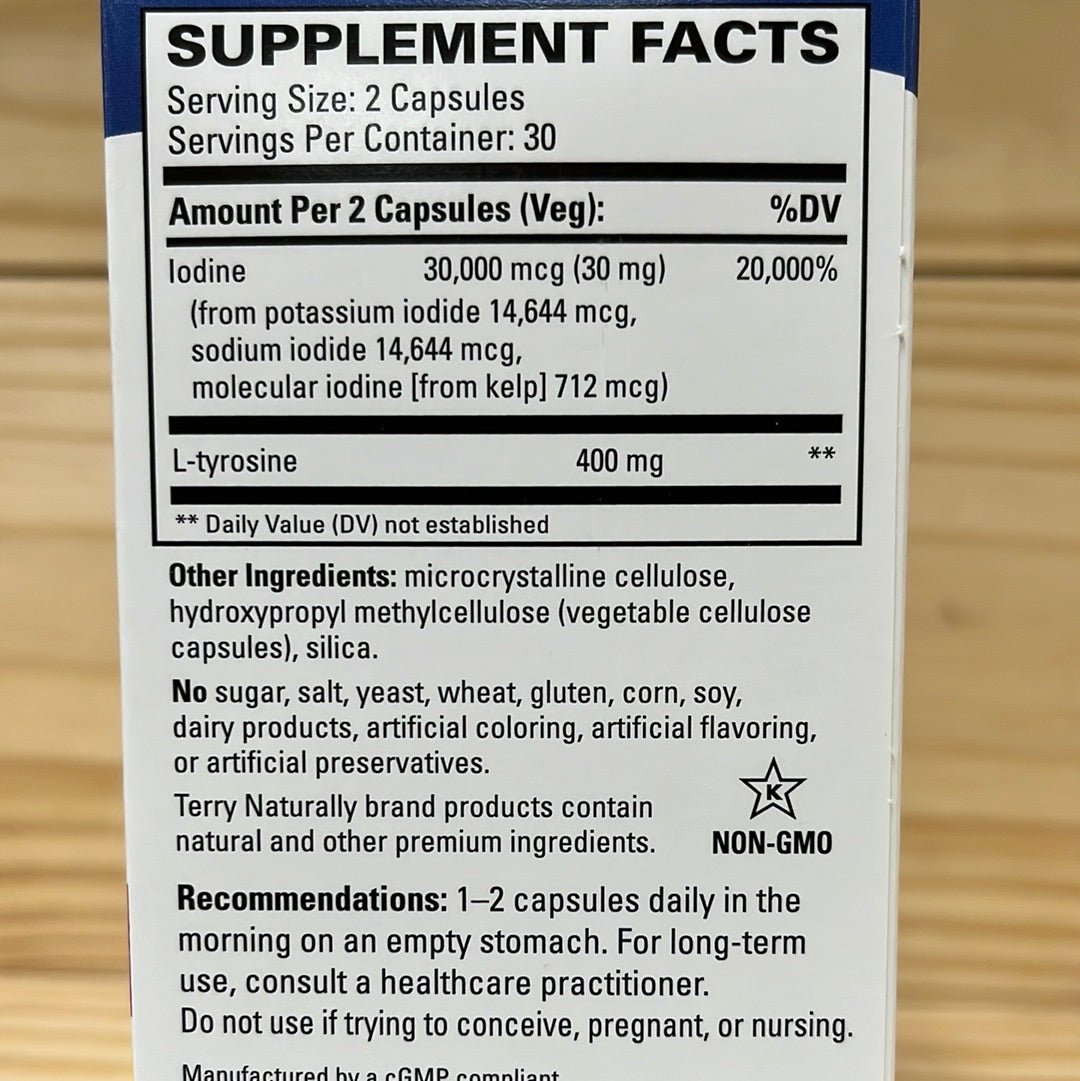 SUPPLEMENT FACTS
Serving Size: 2 Capsules
Servings Per Container: 30
Amount Per 2 Capsules (Veg): %DV
Iodine 30,000 mcg (30 mg) 20,000%
(from potassium iodide 14,644 mcg,
sodium iodide 14,644 mcg,
molecular iodine [from kelp] 712 mcg)
L-tyrosine 400 mg **
** Daily Value (DV) not established
Other Ingredients: microcrystalline cellulose,
hydroxypropyl methylcellulose (vegetable cellulose
capsules), silica.
No sugar, salt, yeast, wheat, gluten, corn, soy,
dairy products, artificial coloring, artificial flavoring,
or artificial preservatives.
Terry Naturally brand products contain
natural and other premium ingredients.
K
NON-GMO
Recommendations: 1–2 capsules daily in the
morning on an empty stomach. For long-term
use, consult a healthcare practitioner.
Do not use if trying to conceive, pregnant, or nursing.
Manufactured by a cGMP compliant